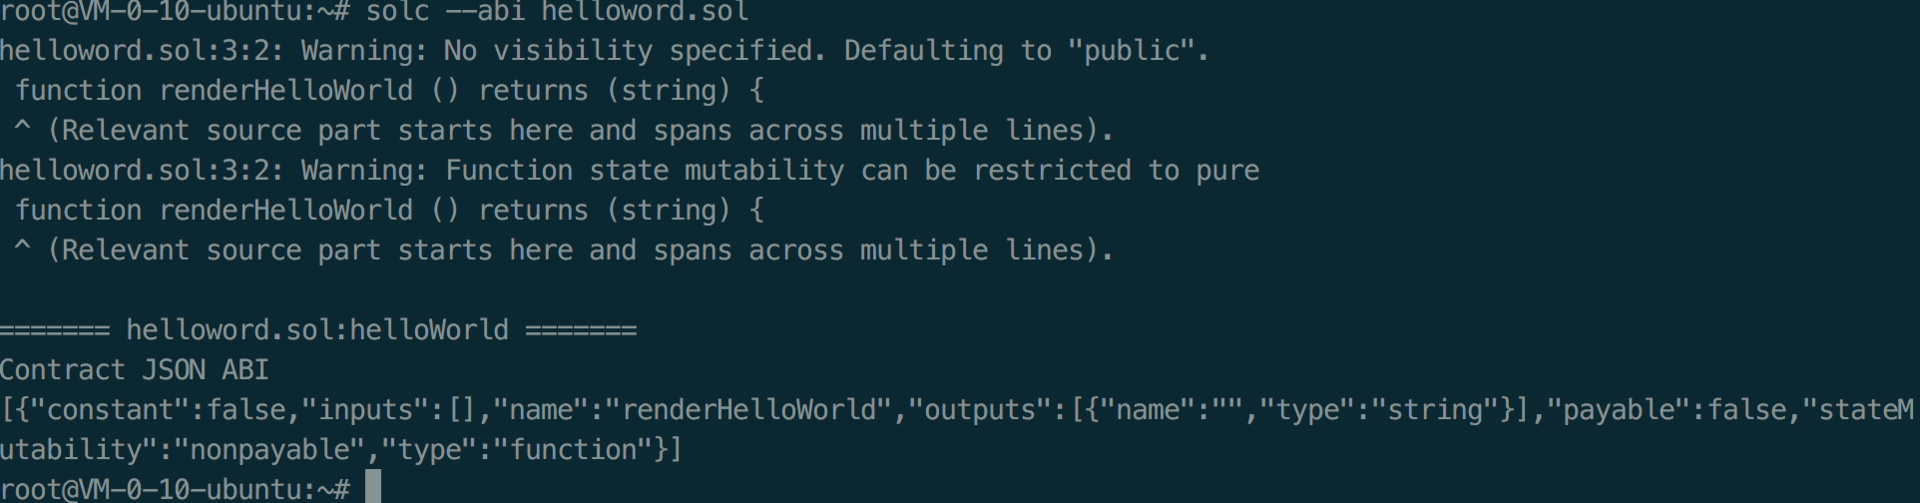 root@VM-0-10-ubuntu:~# solc --abi helloword.sol
helloword.sol:3:2: Warning: No visibility specified. Defaulting to "public".
 function renderHelloWorld () returns (string) {
 ^ (Relevant source part starts here and spans across multiple lines).
helloword.sol:3:2: Warning: Function state mutability can be restricted to pure
 function renderHelloWorld () returns (string) {
 ^ (Relevant source part starts here and spans across multiple lines).

======= helloword.sol:helloWorld =======
Contract JSON ABI
[{"constant":false,"inputs":[],"name":"renderHelloWorld","outputs":[{"name":"","type":"string"}],"payable":false,"stateM
utability":"nonpayable","type":"function"}]
root@VM-0-10-ubuntu:~#